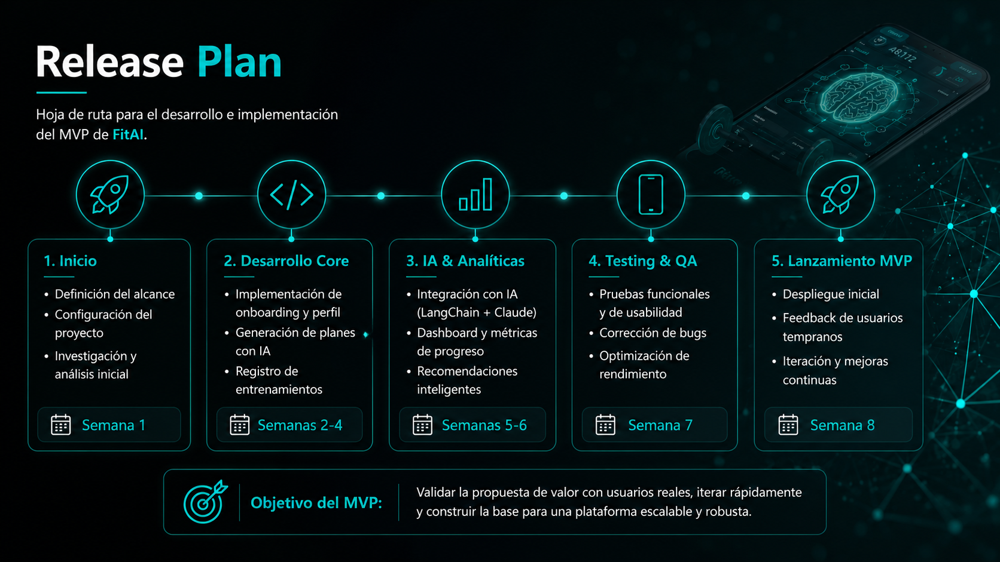 Release Plan
Hoja de ruta para el desarrollo e implementación
del MVP de FitAI.
1. Inicio
• Definición del alcance
• Configuración del
proyecto
• Investigación y
análisis inicial
Semana 1
2. Desarrollo Core
• Implementación de
onboarding y perfil
• Generación de planes
con IA
• Registro de
entrenamientos
Semanas 2-4
3. IA & Analíticas
• Integración con IA
(LangChain + Claude)
• Dashboard y métricas
de progreso
• Recomendaciones
inteligentes
Semanas 5-6
4. Testing & QA
• Pruebas funcionales
y de usabilidad
• Corrección de bugs
• Optimización de
rendimiento
Semana 7
5. Lanzamiento MVP
• Despliegue inicial
• Feedback de usuarios
tempranos
• Iteración y mejoras
continuas
Semana 8
Objetivo del MVP:
Validar la propuesta de valor con usuarios reales, iterar rápidamente
y construir la base para una plataforma escalable y robusta.